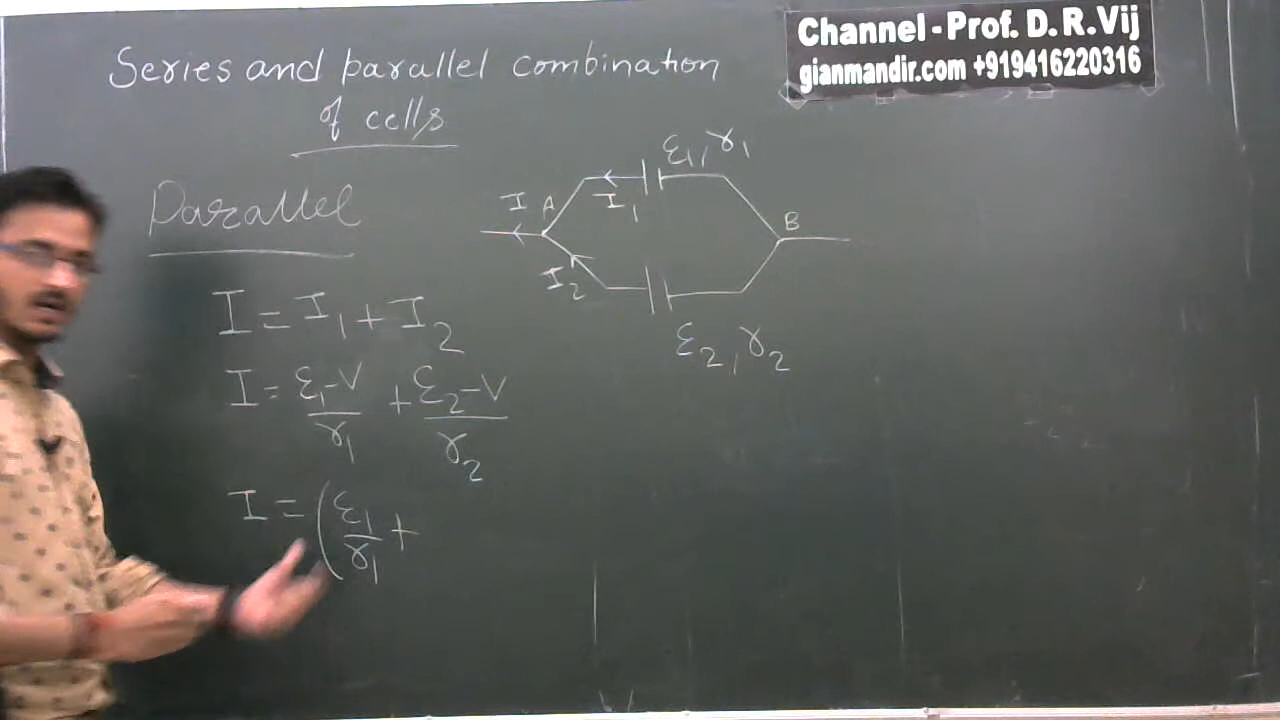 Channel - Prof. D. R. Vij
gianmandir.com +919416220316
Series and parallel combination
of cells
Parallel
ε₁, r₁
I A I₁ B
I₂
ε₂, r₂
I = I₁ + I₂
I = (ε₁-V)/r₁ + (ε₂-V)/r₂
I = (ε₁/r₁ +